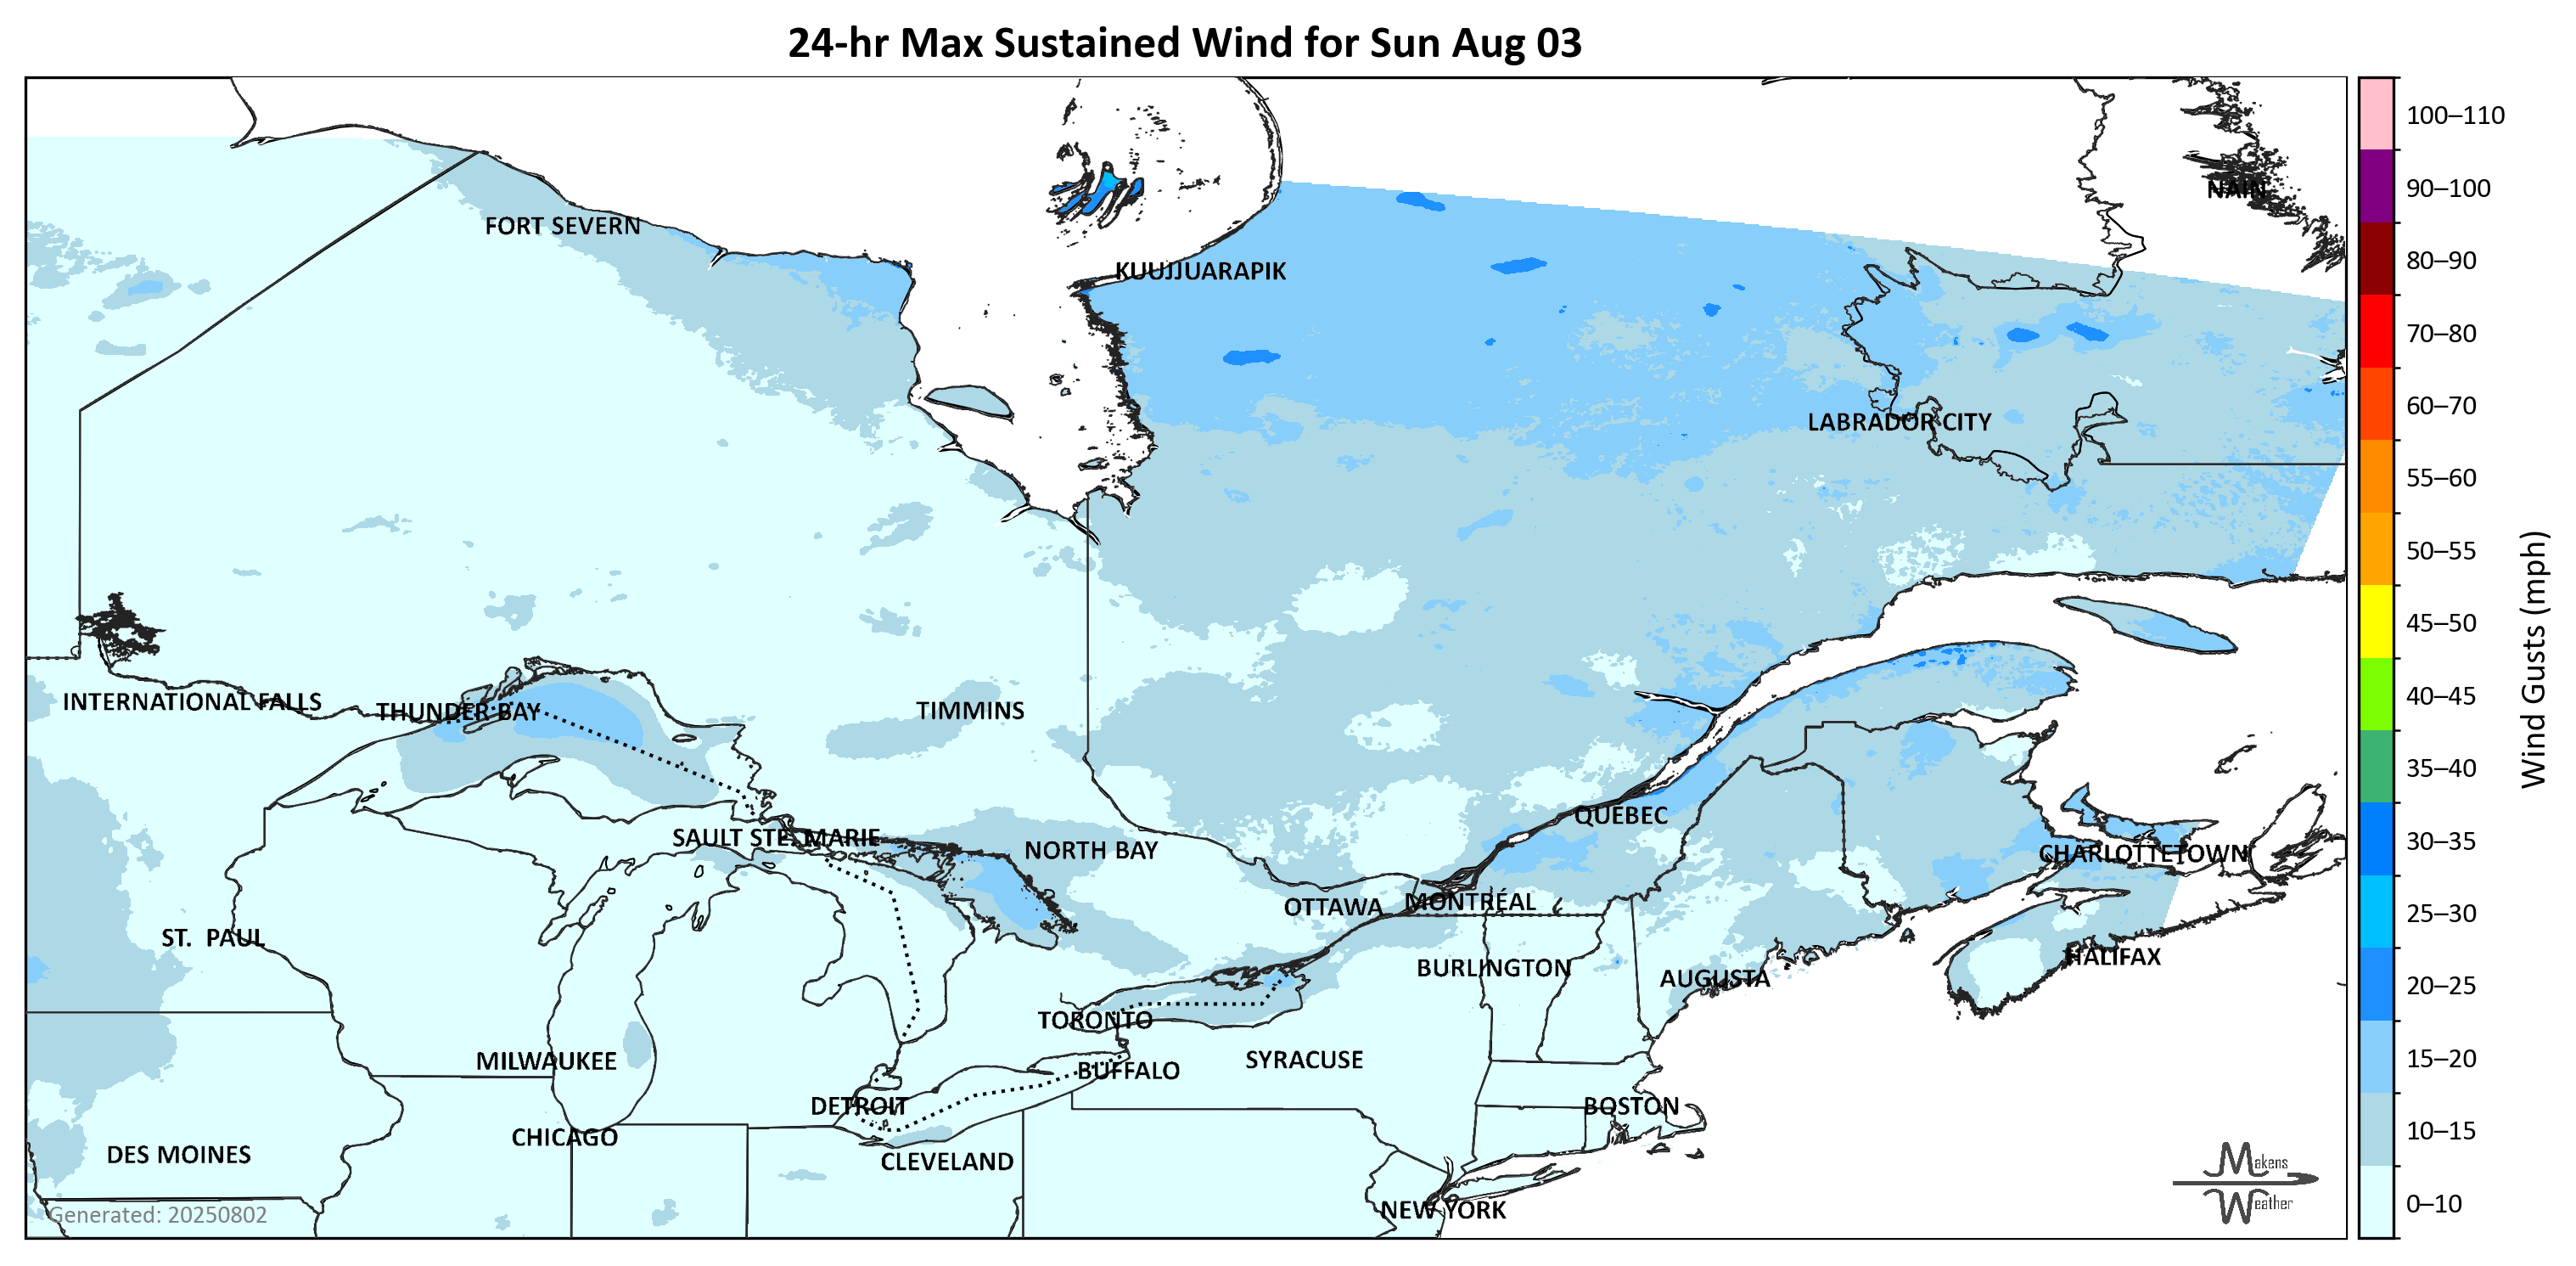 24-hr Max Sustained Wind for Sun Aug 03
100–110
90–100
80–90
70–80
60–70
55–60
50–55
45–50
40–45
35–40
30–35
25–30
20–25
15–20
10–15
0–10
Wind Gusts (mph)
NAIN
FORT SEVERN
KUUJJUARAPIK
LABRADOR CITY
INTERNATIONAL FALLS
THUNDER BAY
TIMMINS
SAULT STE. MARIE
NORTH BAY
QUÉBEC
CHARLOTTETOWN
OTTAWA
MONTRÉAL
ST. PAUL
BURLINGTON
AUGUSTA
HALIFAX
TORONTO
MILWAUKEE
BUFFALO
SYRACUSE
DETROIT
BOSTON
CHICAGO
DES MOINES
CLEVELAND
NEW YORK
Generated: 20250802
Makens
Weather